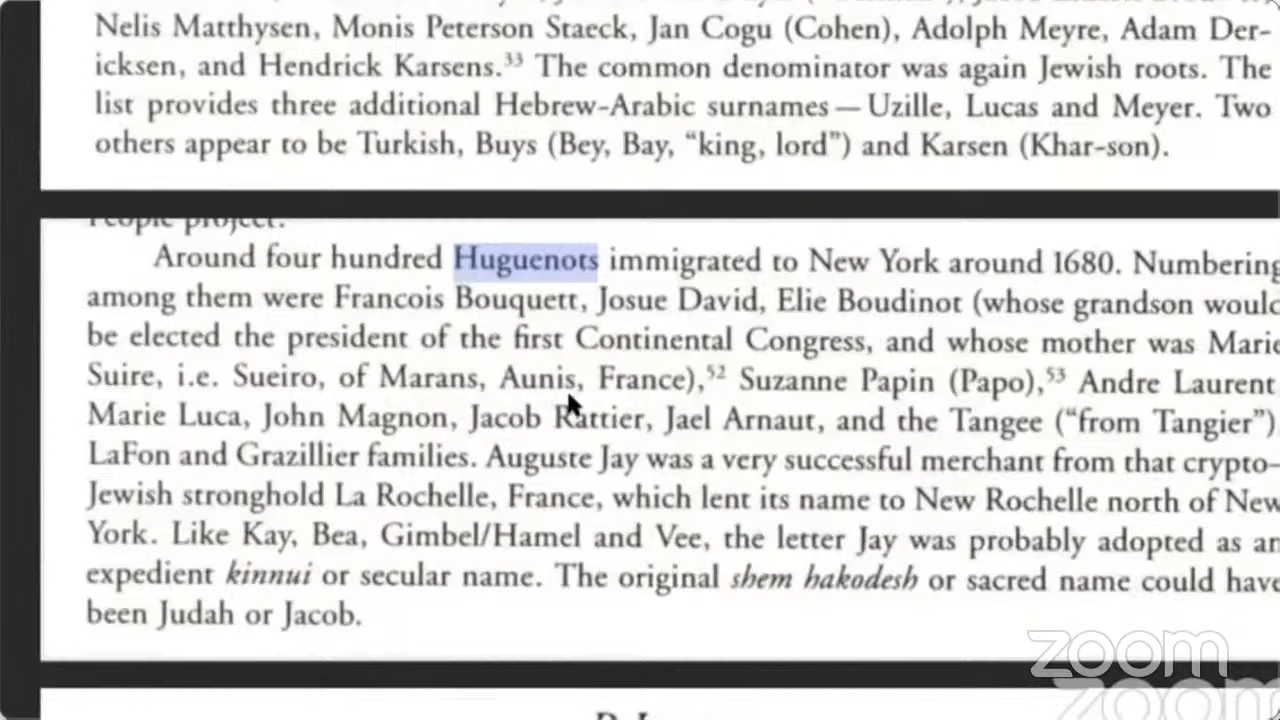 Nelis Matthysen, Monis Peterson Staeck, Jan Cogu (Cohen), Adolph Meyre, Adam Der-
icksen, and Hendrick Karsens.33 The common denominator was again Jewish roots. The
list provides three additional Hebrew-Arabic surnames—Uzille, Lucas and Meyer. Two
others appear to be Turkish, Buys (Bey, Bay, “king, lord”) and Karsen (Khar-son).
People project.
Around four hundred Huguenots immigrated to New York around 1680. Numbering
among them were Francois Bouquett, Josue David, Elie Boudinot (whose grandson would
be elected the president of the first Continental Congress, and whose mother was Marie
Suire, i.e. Sueiro, of Marans, Aunis, France),52 Suzanne Papin (Papo),53 Andre Laurent
Marie Luca, John Magnon, Jacob Rattier, Jael Arnaut, and the Tangee (“from Tangier”)
LaFon and Grazillier families. Auguste Jay was a very successful merchant from that crypto-
Jewish stronghold La Rochelle, France, which lent its name to New Rochelle north of New
York. Like Kay, Bea, Gimbel/Hamel and Vee, the letter Jay was probably adopted as an
expedient kinnui or secular name. The original shem hakodesh or sacred name could have
been Judah or Jacob.
zoom
zoom